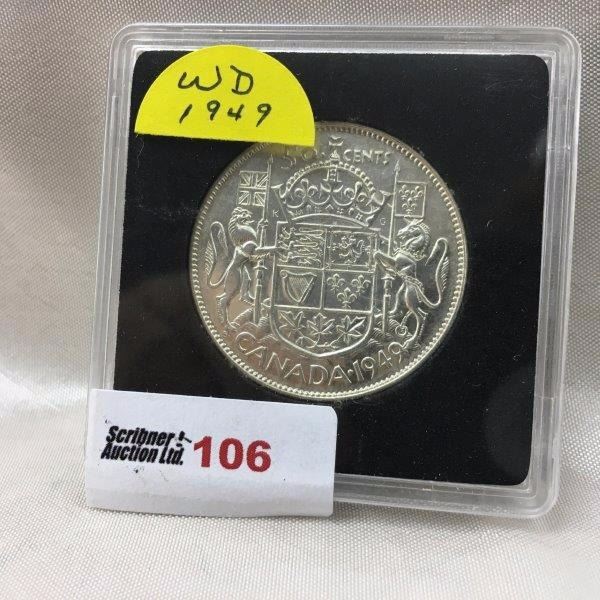 WD
1949
50 CENTS
K G
CANADA·1949
Scribner
Auction Ltd.
106